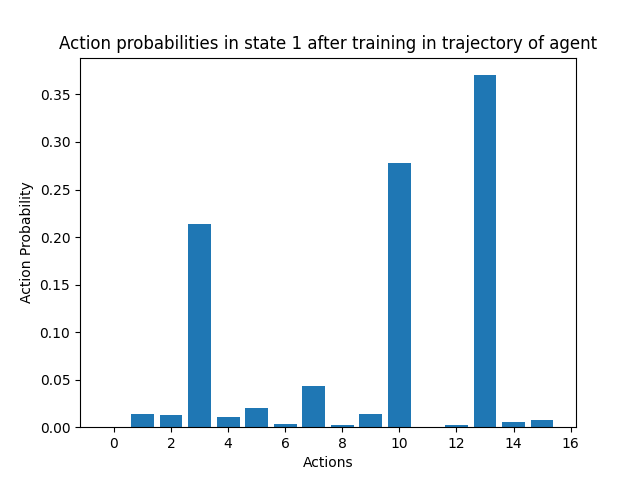 Action probabilities in state 1 after training in trajectory of agent
Action Probability
0.35
0.30
0.25
0.20
0.15
0.10
0.05
0.00
0 2 4 6 8 10 12 14 16
Actions